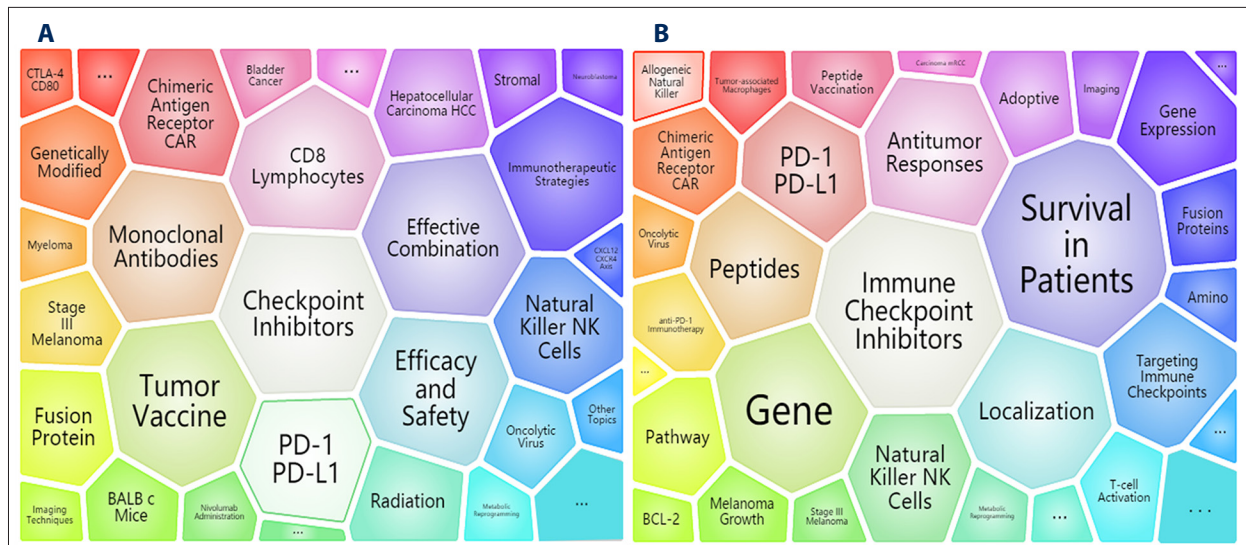 A
CTLA-4
CD80
...
Chimeric
Antigen
Receptor
CAR
Bladder
Cancer
...
Hepatocellular
Carcinoma HCC
Stromal
Neuroblastoma
Genetically
Modified
CD8
Lymphocytes
Immunotherapeutic
Strategies
Monoclonal
Antibodies
Effective
Combination
Myeloma
CXCL12
CXCR4
Axis
Stage
III
Melanoma
Checkpoint
Inhibitors
Natural
Killer NK
Cells
Tumor
Vaccine
Efficacy
and
Safety
Fusion
Protein
PD-1
PD-L1
Oncolytic
Virus
Other
Topics
Imaging
Techniques
BALB c
Mice
Nivolumab
Administration
...
Radiation
Metabolic
Reprogramming
...
B
Allogeneic
Natural
Killer
Tumor-associated
Macrophages
Peptide
Vaccination
Carcinoma mRCC
Adoptive
Imaging
...
Gene
Expression
Chimeric
Antigen
Receptor
CAR
PD-1
PD-L1
Antitumor
Responses
Survival
in
Patients
Fusion
Proteins
Oncolytic
Virus
Peptides
Immune
Checkpoint
Inhibitors
Amino
anti-PD-1
Immunotherapy
...
Targeting
Immune
Checkpoints
Gene
Localization
Pathway
Natural
Killer NK
Cells
...
T-cell
Activation
BCL-2
Melanoma
Growth
Stage III
Melanoma
Metabolic
Reprogramming
...
...